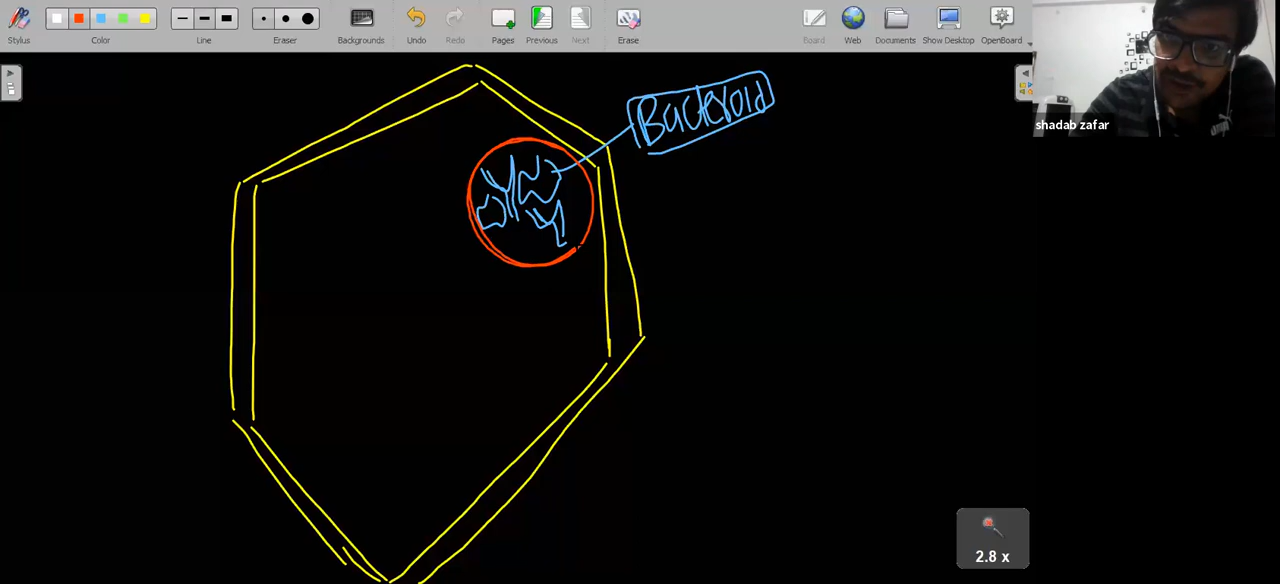 Stylus
Color
Line
Eraser
Backgrounds
Undo
Redo
Pages
Previous
Next
Erase
Board
Web
Documents
Show Desktop
OpenBoard
shadab zafar
Bacteroid
2.8 x